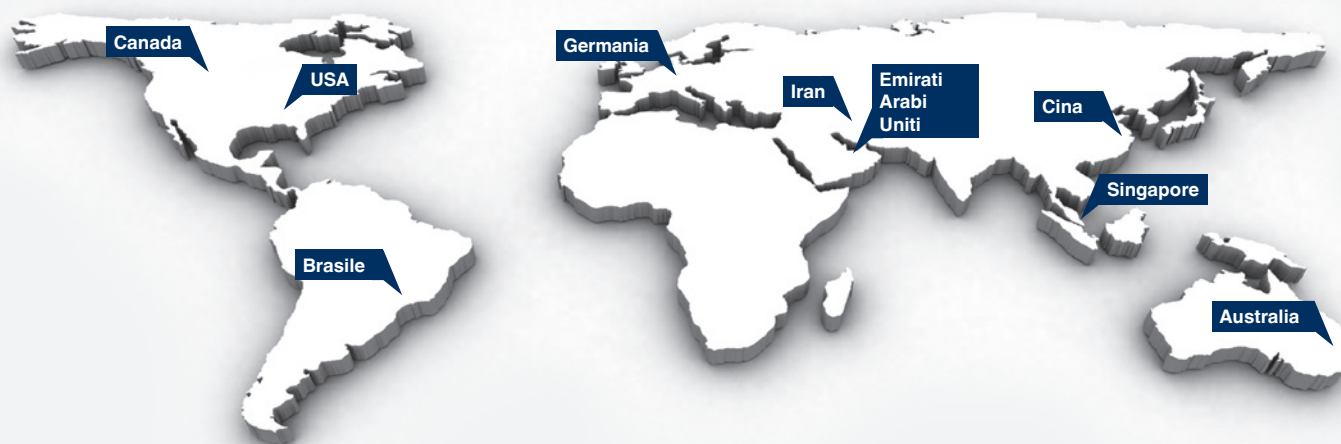 Canada
USA
Germania
Iran
Emirati
Arabi
Uniti
Cina
Singapore
Brasile
Australia